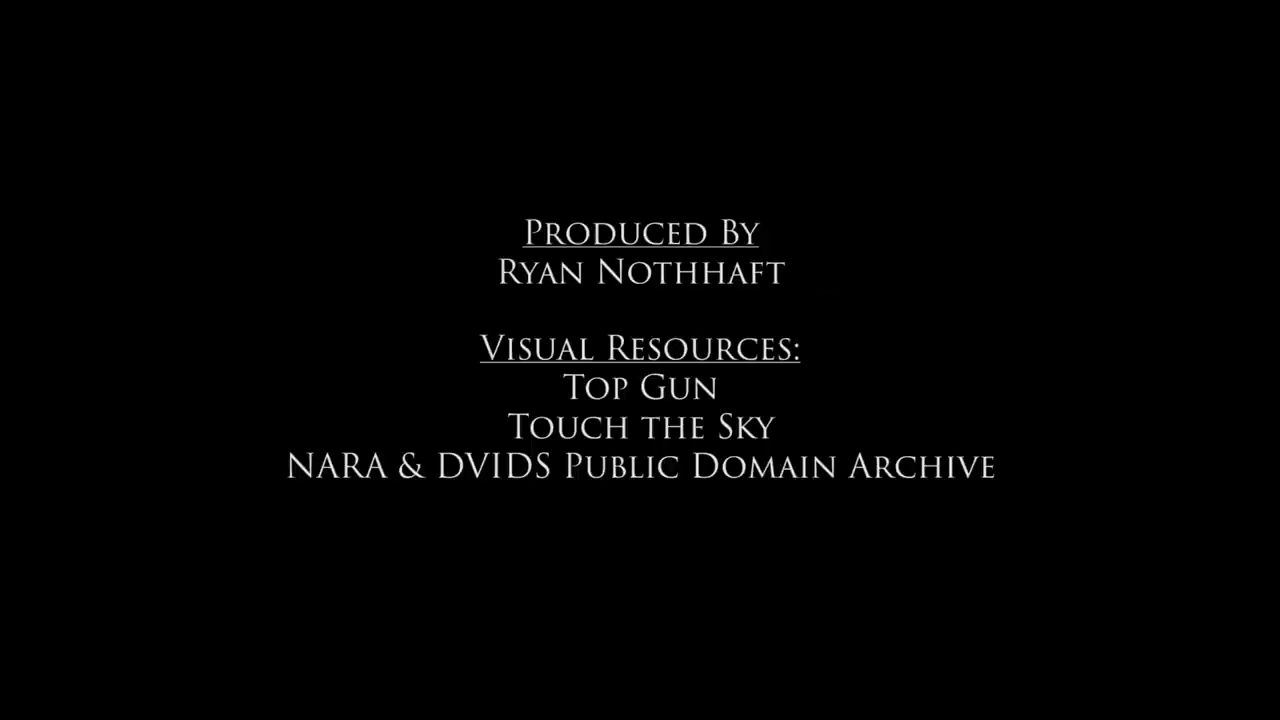 Produced By
Ryan Nothhaft
Visual Resources:
Top Gun
Touch the Sky
NARA & DVIDS Public Domain Archive